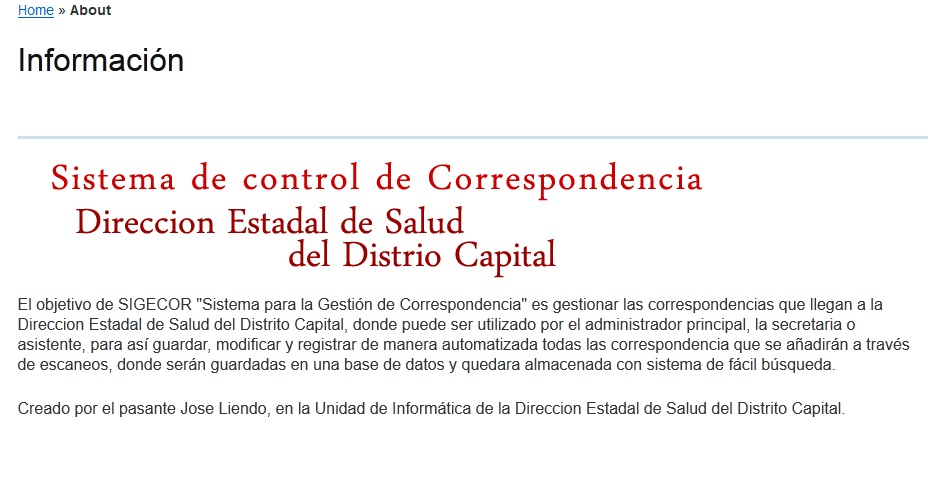 Home » About
Información
Sistema de control de Correspondencia
Direccion Estadal de Salud
del Distrio Capital
El objetivo de SIGECOR "Sistema para la Gestión de Correspondencia" es gestionar las correspondencias que llegan a la
Direccion Estadal de Salud del Distrito Capital, donde puede ser utilizado por el administrador principal, la secretaria o
asistente, para así guardar, modificar y registrar de manera automatizada todas las correspondencia que se añadirán a través
de escaneos, donde serán guardadas en una base de datos y quedara almacenada con sistema de fácil búsqueda.
Creado por el pasante Jose Liendo, en la Unidad de Informática de la Direccion Estadal de Salud del Distrito Capital.